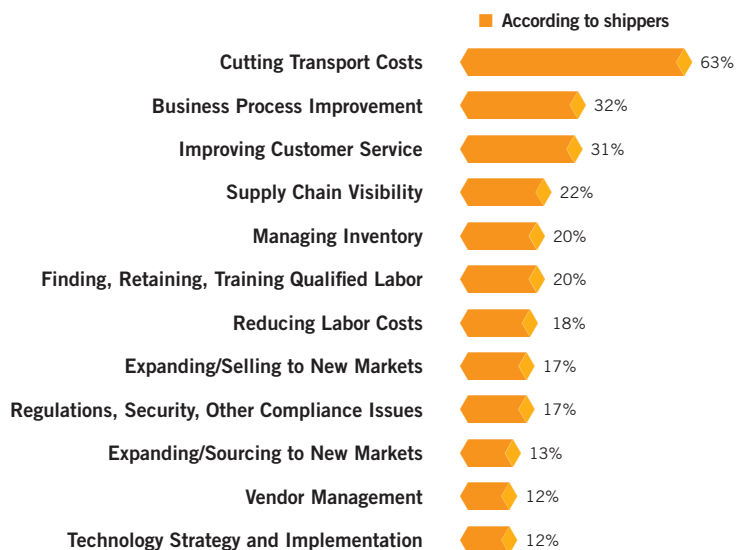 According to shippers
Cutting Transport Costs 63%
Business Process Improvement 32%
Improving Customer Service 31%
Supply Chain Visibility 22%
Managing Inventory 20%
Finding, Retaining, Training Qualified Labor 20%
Reducing Labor Costs 18%
Expanding/Selling to New Markets 17%
Regulations, Security, Other Compliance Issues 17%
Expanding/Sourcing to New Markets 13%
Vendor Management 12%
Technology Strategy and Implementation 12%